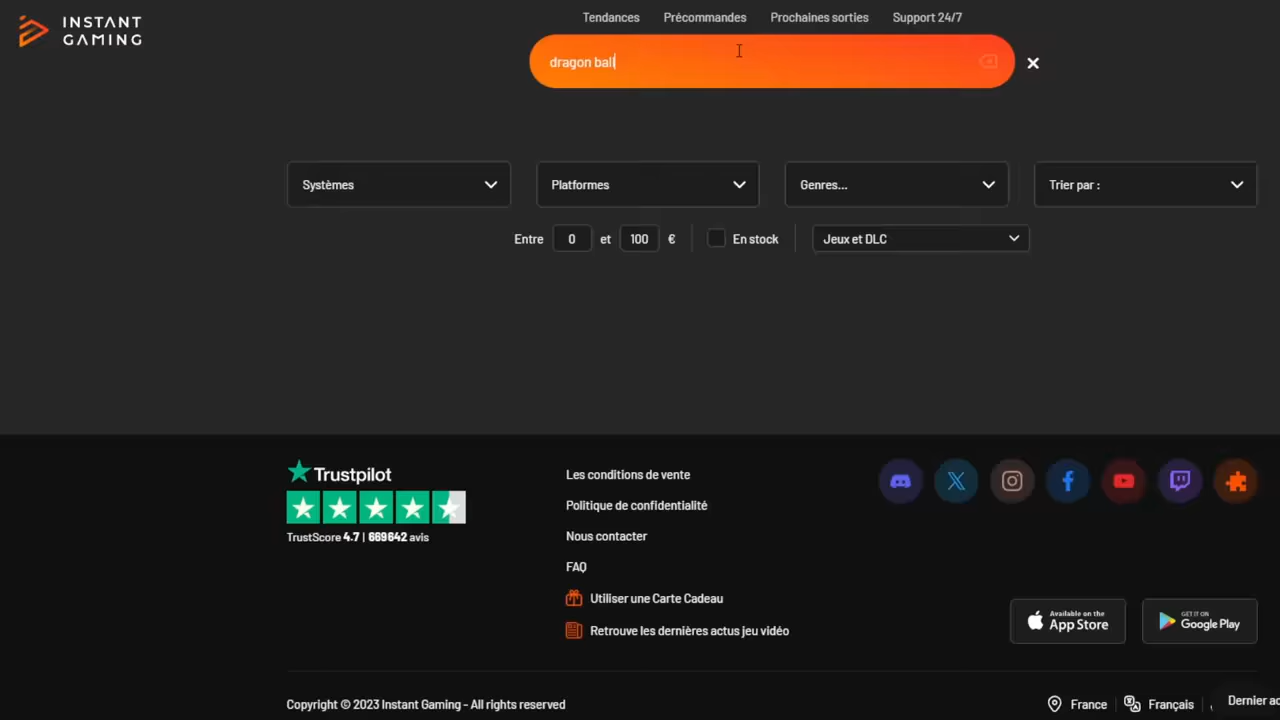 INSTANT
GAMING
Tendances Précommandes Prochaines sorties Support 24/7
dragon ball
Systèmes Platformes Genres... Trier par :
Entre 0 et 100 € En stock Jeux et DLC
Trustpilot
TrustScore 4.7 | 669642 avis
Les conditions de vente
Politique de confidentialité
Nous contacter
FAQ
Utiliser une Carte Cadeau
Retrouve les dernières actus jeu vidéo
Available on the
App Store
GET IT ON
Google Play
Copyright © 2023 Instant Gaming - All rights reserved
France Français
Dernier ac